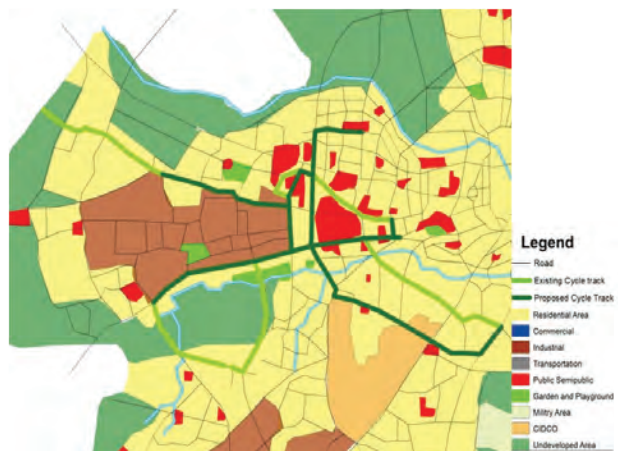 Legend
Road
Existing Cycle track
Proposed Cycle Track
Residential Area
Commercial
Industrial
Transportation
Public Semipublic
Garden and Playground
Militry Area
CIDCO
Undeveloped Area